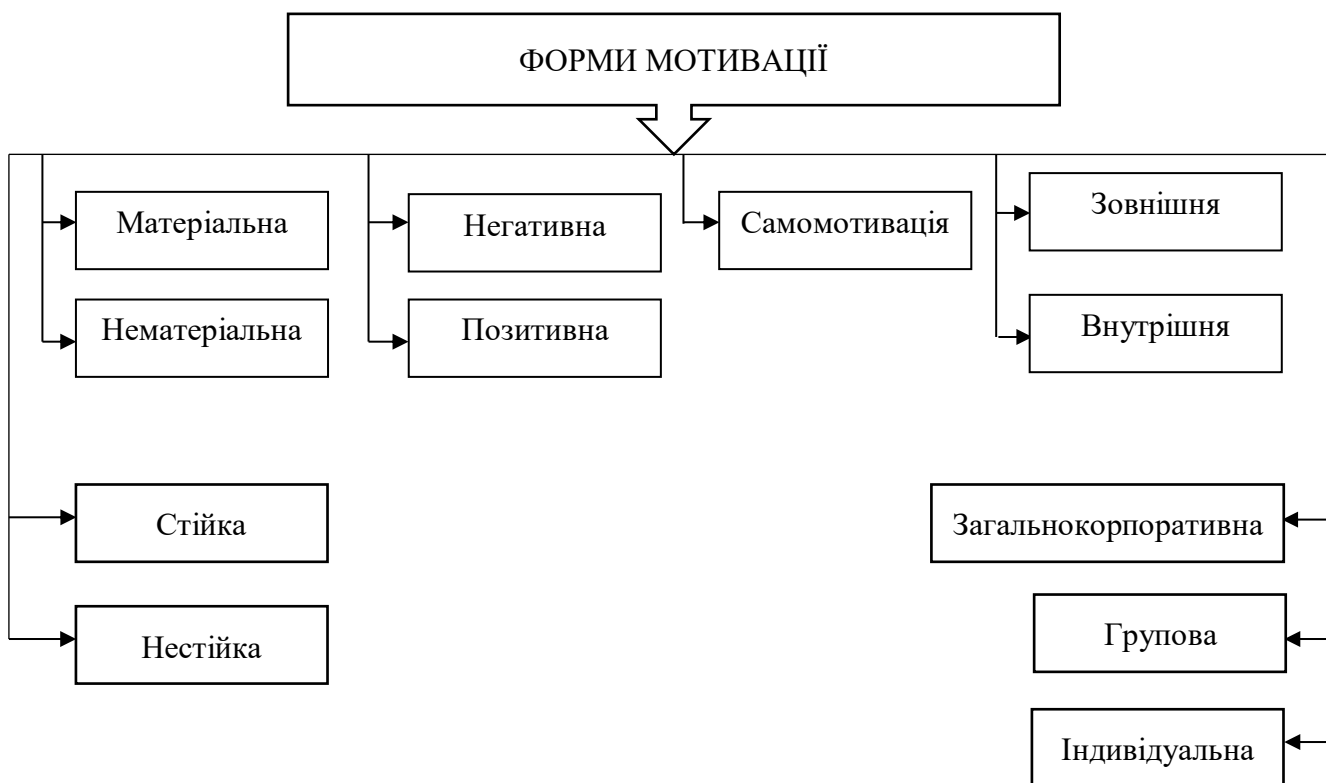 ФОРМИ МОТИВАЦІЇ
Матеріальна
Нематеріальна
Негативна
Позитивна
Самомотивація
Зовнішня
Внутрішня
Стійка
Нестійка
Загальнокорпоративна
Групова
Індивідуальна